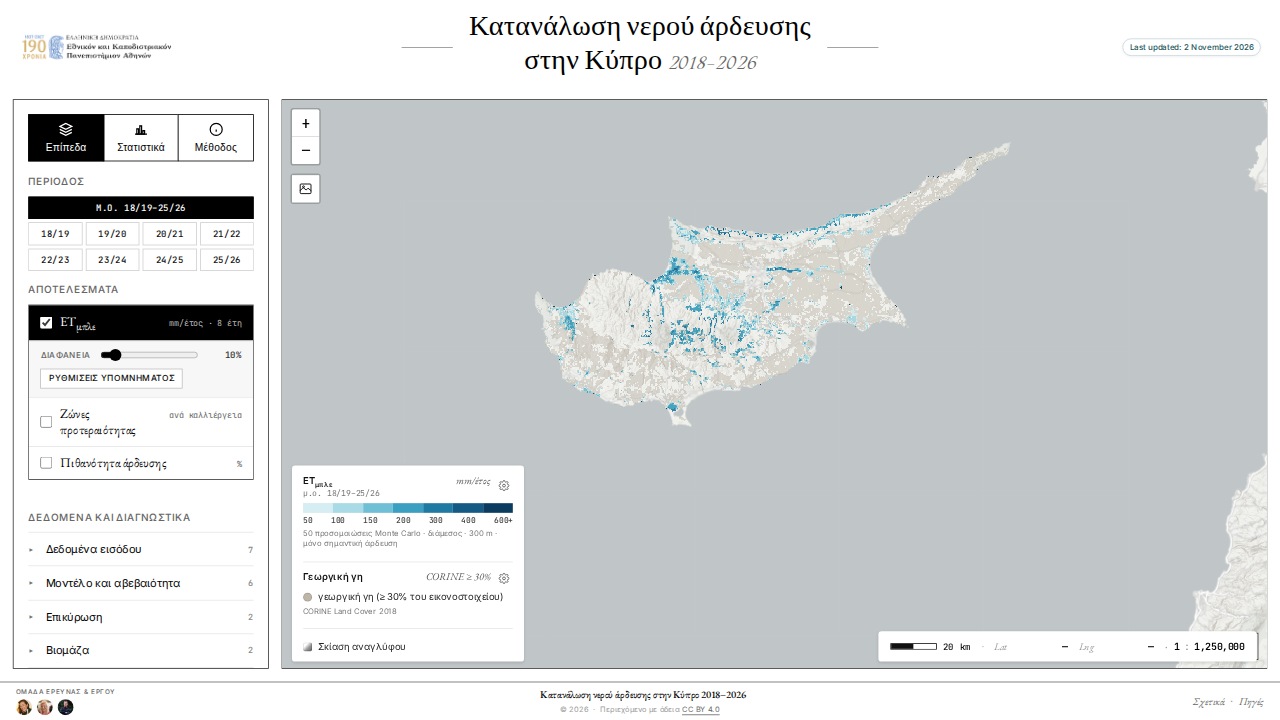 ΕΛΛΗΝΙΚΗ ΔΗΜΟΚΡ�ατΙΑ
190
ΧΡΟΝΙΑ
Εθνικόν και Καποδιστριακόν
Πανεπιστήμιον Αθηνών
Κατανάλωση νερού άρδευσης
στην Κύπρο 2018–2026
Last updated: 2 November 2026
Επίπεδα
Στατιστικά
Μέθοδος
ΠΕΡΙΟΔΟΣ
Μ.Ο. 18/19–25/26
18/19 19/20 20/21 21/22
22/23 23/24 24/25 25/26
ΑΠΟΤΕΛΕΣΜΑΤΑ
ETμπλε mm/έτος · 8 έτη
ΔΙΑΦΑΝΕΙΑ 10%
ΡΥΘΜΙΣΕΙΣ ΥΠΟΜΝΗΜΑΤΟΣ
Ζώνες προτεραιότητας ανά καλλιέργεια
Πιθανότητα άρδευσης %
ΔΕΔΟΜΕΝΑ ΚΑΙ ΔΙΑΓΝΩΣΤΙΚΑ
Δεδομένα εισόδου 7
Μοντέλο και αβεβαιότητα 6
Επικύρωση 2
Βιομάζα 2
+
−
ETμπλε mm/έτος
μ.ο. 18/19–25/26
50 100 150 200 300 400 600+
50 προσομοιώσεις Monte Carlo · διάμεσος · 300 m ·
μόνο σημαντική άρδευση
Γεωργική γη CORINE ≥ 30%
γεωργική γη (≥ 30% του εικονοστοιχείου)
CORINE Land Cover 2018
Σκίαση αναγλύφου
20 km · Lat – Lng – · 1 : 1,250,000
ΟΜΑΔΑ ΕΡΕΥΝΑΣ & ΕΡΓΟΥ
Κατανάλωση νερού άρδευσης στην Κύπρο 2018–2026
© 2026 · Περιεχόμενο με άδεια CC BY 4.0
Σχετικά · Πηγές